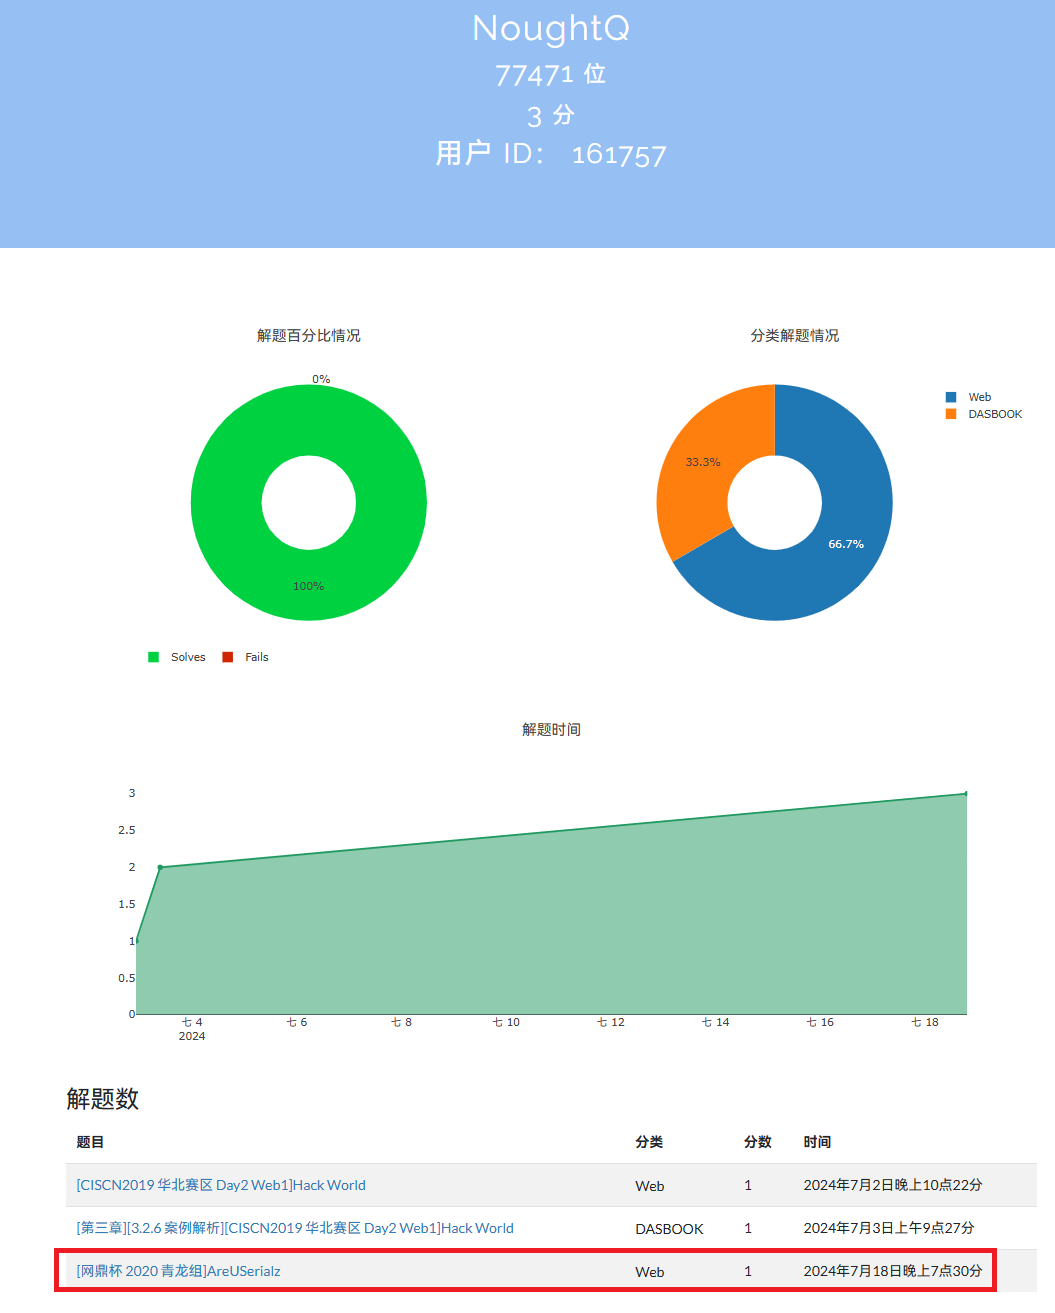 NoughtQ
77471 位
3 分
用户 ID： 161757
解题百分比情况
0%
100%
Solves Fails
分类解题情况
33.3%
66.7%
Web
DASBOOK
解题时间
3
2.5
2
1.5
1
0.5
0
七 4 七 6 七 8 七 10 七 12 七 14 七 16 七 18
2024
解题数
题目 分类 分数 时间
[CISCN2019 华北赛区 Day2 Web1]Hack World Web 1 2024年7月2日晚上10点22分
[第三章][3.2.6 案例解析][CISCN2019 华北赛区 Day2 Web1]Hack World DASBOOK 1 2024年7月3日上午9点27分
[网鼎杯 2020 青龙组]AreUSerialz Web 1 2024年7月18日晚上7点30分